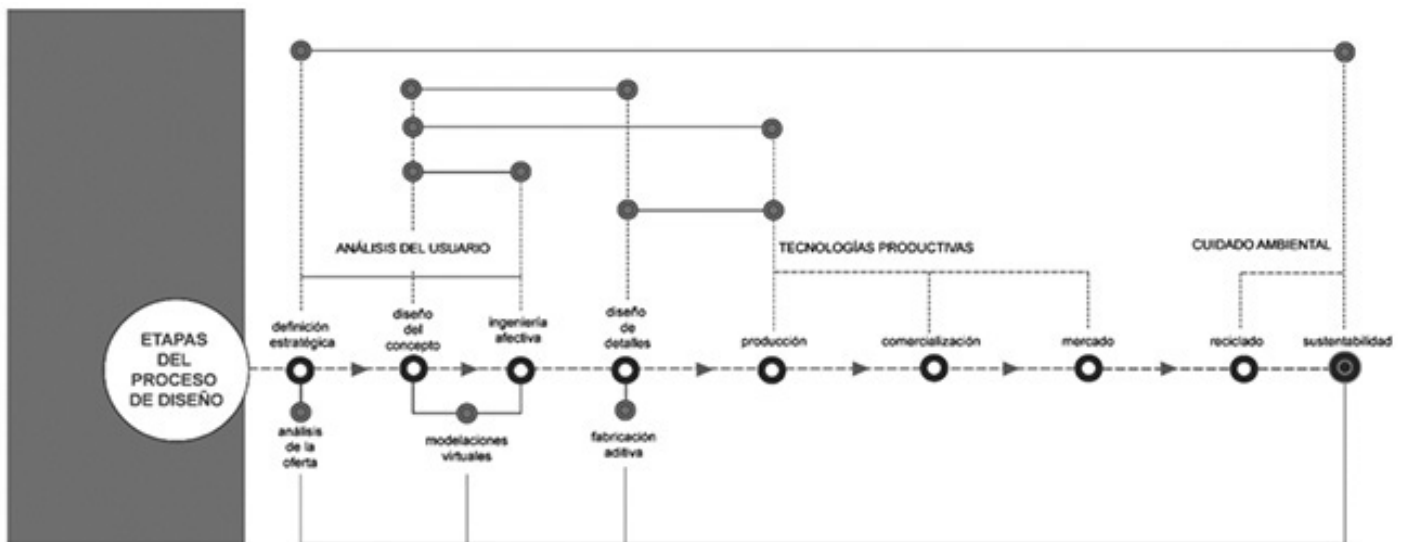 ANÁLISIS DEL USUARIO
TECNOLOGÍAS PRODUCTIVAS
CUIDADO AMBIENTAL
ETAPAS
DEL
PROCESO
DE DISEÑO
definición
estratégica
diseño
del
concepto
ingeniería
afectiva
diseño
de
detalles
producción
comercialización
mercado
reciclado
sustentabilidad
análisis
de la
oferta
modelaciones
virtuales
fabricación
aditiva